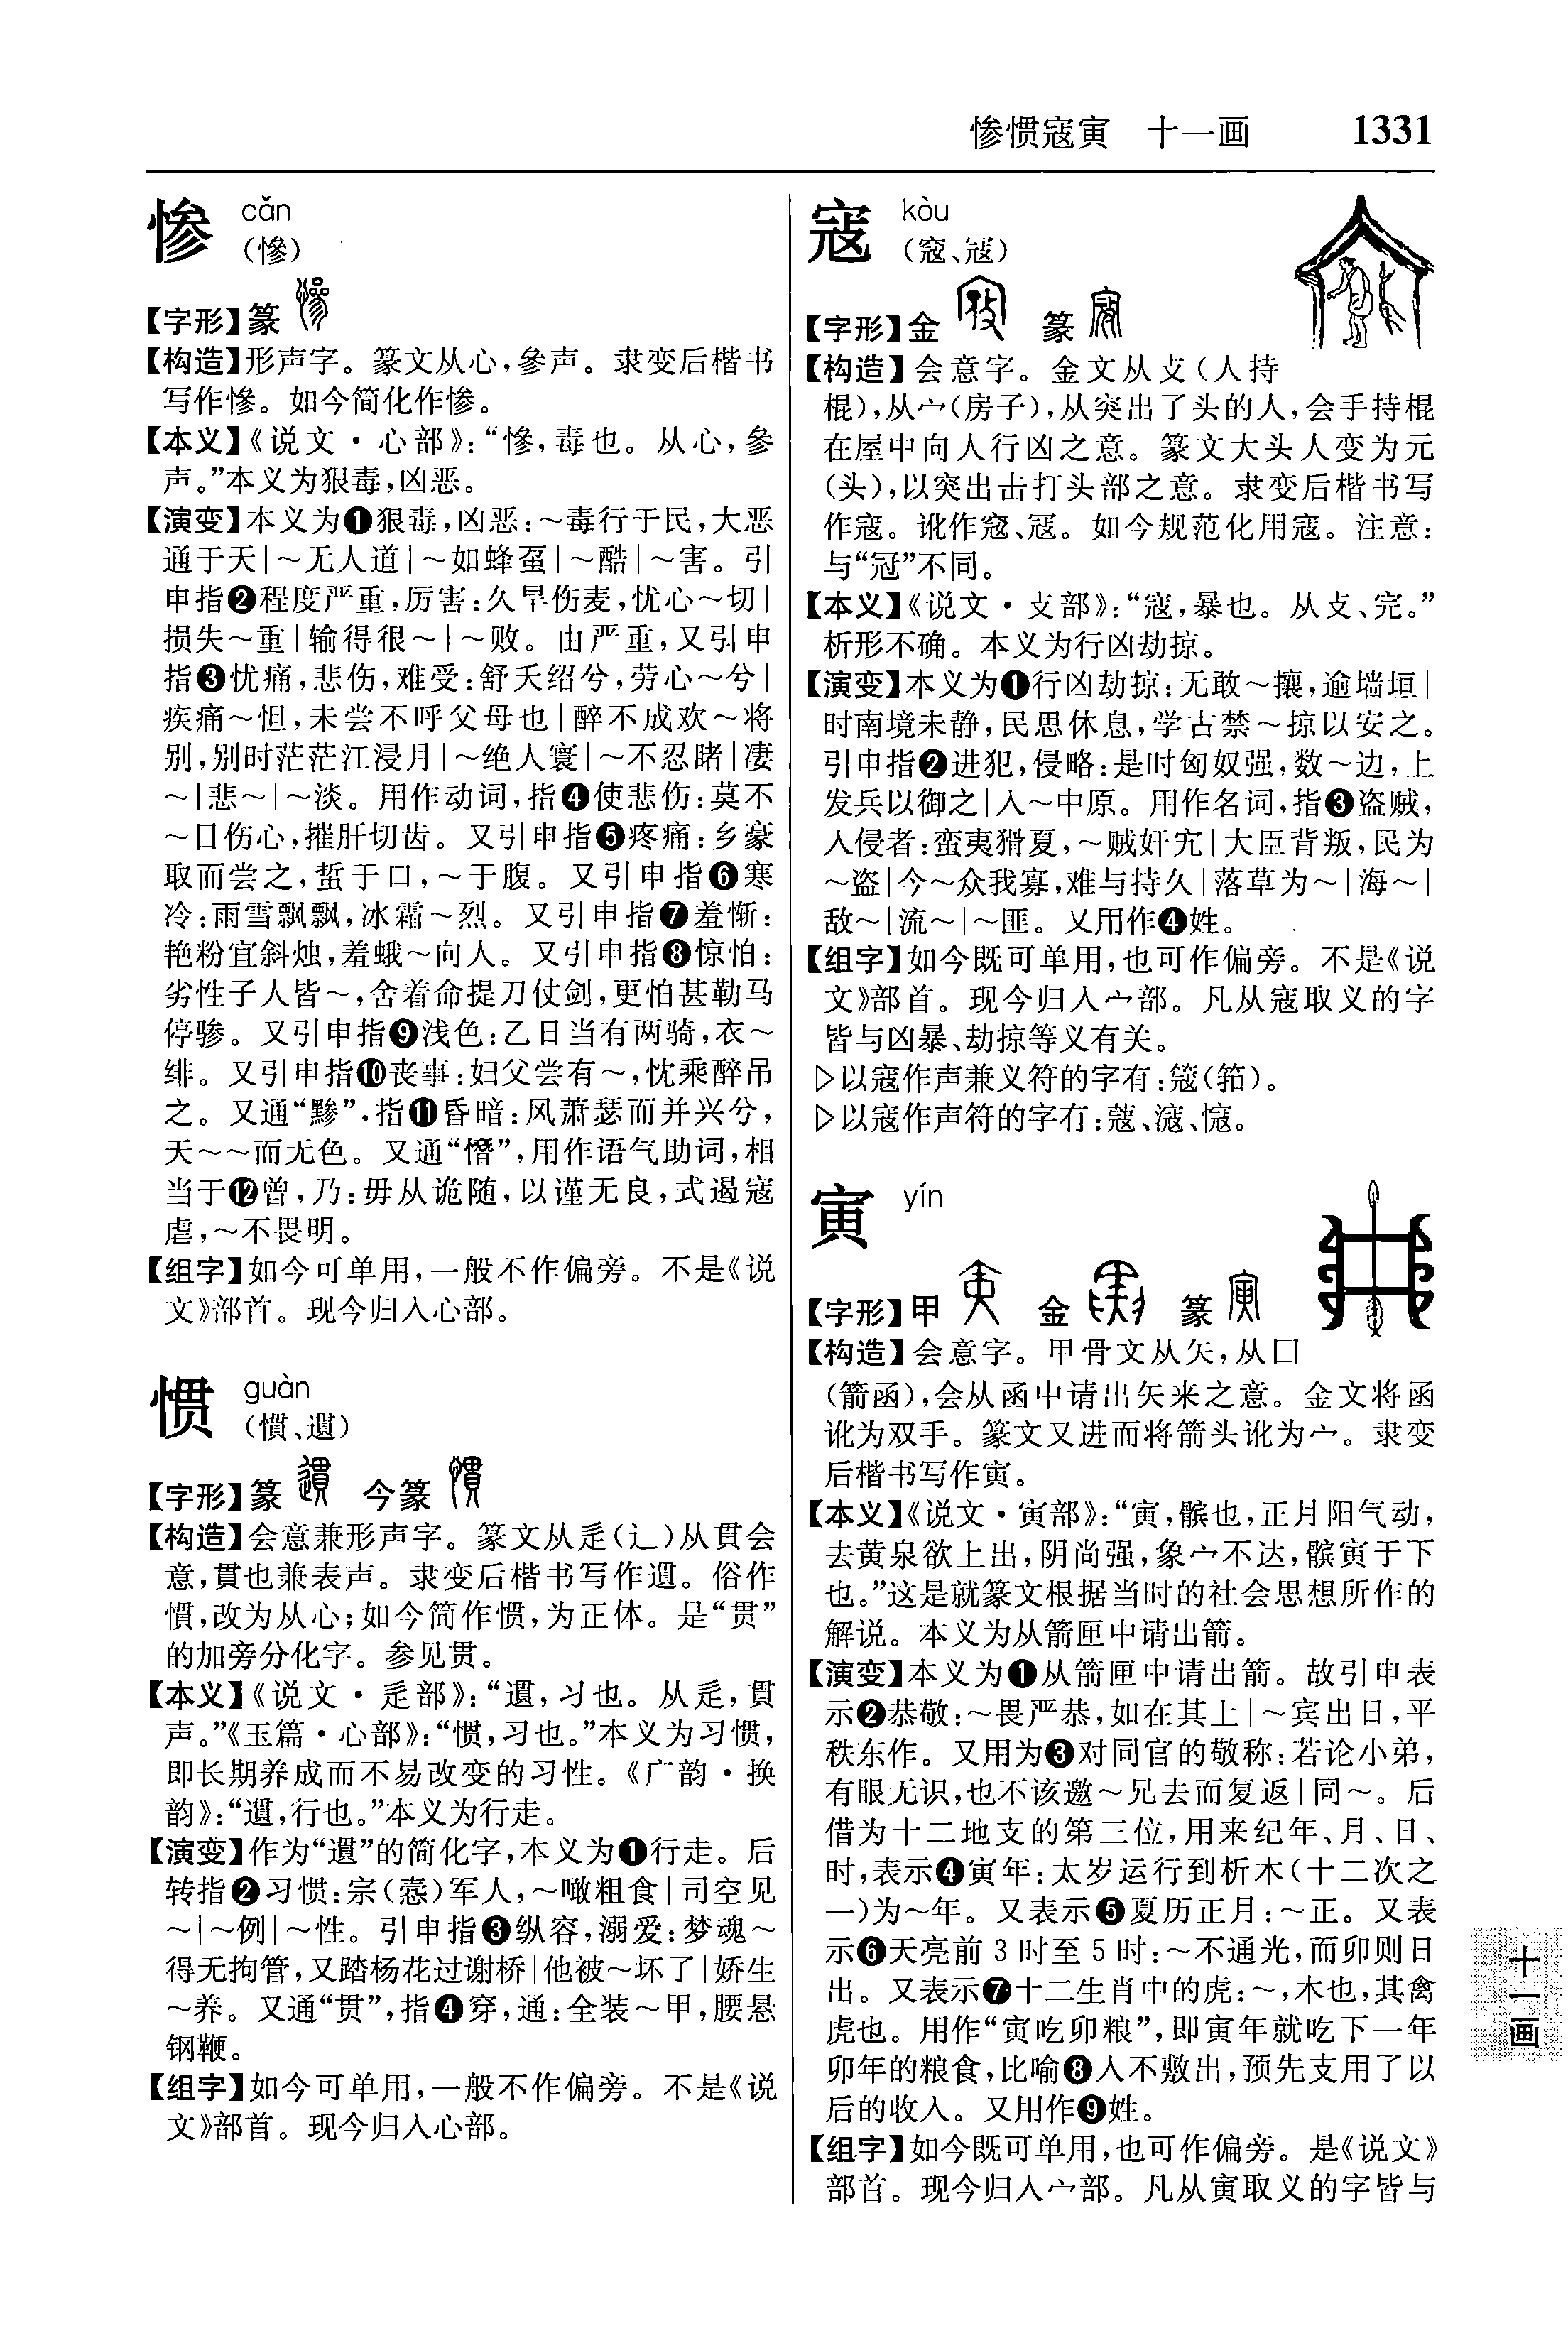 惨惯寇寅 十一画 1331
惨 cǎn
（慘）
【字形】篆
【构造】形声字。篆文从心，參声。隶变后楷书
写作慘。如今简化作惨。
【本义】《说文·心部》：“慘，毒也。从心，參
声。”本义为狠毒，凶恶。
【演变】本义为❶狠毒，凶恶：～毒行于民，大恶
通于天｜～无人道｜～如蜂虿｜～酷｜～害。引
申指❷程度严重，厉害：久旱伤麦，忧心～切｜
损失～重｜输得很～｜～败。由严重，又引申
指❸忧痛，悲伤，难受：舒夭绍兮，劳心～兮｜
疾痛～怛，未尝不呼父母也｜醉不成欢～将
别，别时茫茫江浸月｜～绝人寰｜～不忍睹｜凄
～｜悲～｜～淡。用作动词，指❹使悲伤：莫不
～目伤心，摧肝切齿。又引申指❺疼痛：乡豪
取而尝之，蜇于口，～于腹。又引申指❻寒
冷：雨雪飘飘，冰霜～烈。又引申指❼羞惭：
艳粉宜斜烛，羞蛾～向人。又引申指❽惊怕：
劣性子人皆～，舍着命提刀仗剑，更怕甚勒马
停骖。又引申指❾浅色：乙日当有两骑，衣～
绯。又引申指❿丧事：妇父尝有～，忱乘醉吊
之。又通“黪”，指⓫昏暗：风萧瑟而并兴兮，
天～～而无色。又通“憯”，用作语气助词，相
当于⓬曾，乃：毋从诡随，以谨无良，式遏寇
虐，～不畏明。
【组字】如今可单用，一般不作偏旁。不是《说
文》部首。现今归入心部。
惯 guàn
（慣、遦）
【字形】篆 今篆
【构造】会意兼形声字。篆文从辵（辶）从貫会
意，貫也兼表声。隶变后楷书写作遦。俗作
慣，改为从心；如今简作惯，为正体。是“贯”
的加旁分化字。参见贯。
【本义】《说文·辵部》：“遦，习也。从辵，貫
声。”《玉篇·心部》：“惯，习也。”本义为习惯，
即长期养成而不易改变的习性。《广韵·换
韵》：“遦，行也。”本义为行走。
【演变】作为“遦”的简化字，本义为❶行走。后
转指❷习惯：宗（悫）军人，～噉粗食｜司空见
～｜～例｜～性。引申指❸纵容，溺爱：梦魂～
得无拘管，又踏杨花过谢桥｜他被～坏了｜娇生
～养。又通“贯”，指❹穿，通：全装～甲，腰悬
钢鞭。
【组字】如今可单用，一般不作偏旁。不是《说
文》部首。现今归入心部。
寇 kòu
（宼、冦）
【字形】金 篆
【构造】会意字。金文从攴（人持
棍），从宀（房子），从突出了头的人，会手持棍
在屋中向人行凶之意。篆文大头人变为元
（头），以突出击打头部之意。隶变后楷书写
作寇。讹作宼、冦。如今规范化用寇。注意：
与“冠”不同。
【本义】《说文·攴部》：“寇，暴也。从攴、完。”
析形不确。本义为行凶劫掠。
【演变】本义为❶行凶劫掠：无敢～攘，逾墙垣｜
时南境未静，民思休息，学古禁～掠以安之。
引申指❷进犯，侵略：是时匈奴强，数～边，上
发兵以御之｜入～中原。用作名词，指❸盗贼，
入侵者：蛮夷猾夏，～贼奸宄｜大臣背叛，民为
～盗｜今～众我寡，难与持久｜落草为～｜海～｜
敌～｜流～｜～匪。又用作❹姓。
【组字】如今既可单用，也可作偏旁。不是《说
文》部首。现今归入宀部。凡从寇取义的字
皆与凶暴、劫掠等义有关。
▷以寇作声兼义符的字有：簆（筘）。
▷以寇作声符的字有：蔻、滱、㥧。
寅 yín
【字形】甲 金 篆
【构造】会意字。甲骨文从矢，从口
（箭函），会从函中请出矢来之意。金文将函
讹为双手。篆文又进而将箭头讹为宀。隶变
后楷书写作寅。
【本义】《说文·寅部》：“寅，髌也，正月阳气动，
去黄泉欲上出，阴尚强，象宀不达，髌寅于下
也。”这是就篆文根据当时的社会思想所作的
解说。本义为从箭匣中请出箭。
【演变】本义为❶从箭匣中请出箭。故引申表
示❷恭敬：～畏严恭，如在其上｜～宾出日，平
秩东作。又用为❸对同官的敬称：若论小弟，
有眼无识，也不该邀～兄去而复返｜同～。后
借为十二地支的第三位，用来纪年、月、日、
时，表示❹寅年：太岁运行到析木（十二次之
一）为～年。又表示❺夏历正月：～正。又表
示❻天亮前3时至5时：～不通光，而卯则日
出。又表示❼十二生肖中的虎：～，木也，其禽
虎也。用作“寅吃卯粮”，即寅年就吃下一年
卯年的粮食，比喻❽入不敷出，预先支用了以
后的收入。又用作❾姓。
【组字】如今既可单用，也可作偏旁。是《说文》
部首。现今归入宀部。凡从寅取义的字皆与
十一画